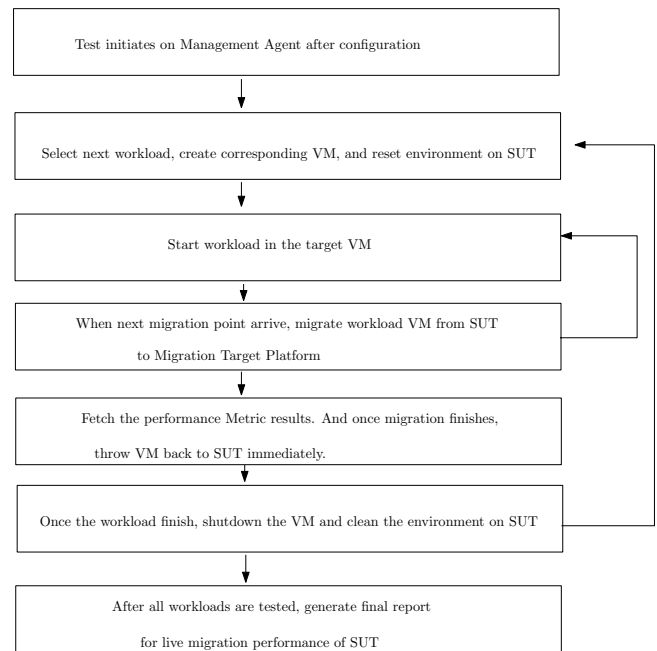 Test initiates on Management Agent after configuration
Select next workload, create corresponding VM, and reset environment on SUT
Start workload in the target VM
When next migration point arrive, migrate workload VM from SUT
to Migration Target Platform
Fetch the performance Metric results. And once migration finishes,
throw VM back to SUT immediately.
Once the workload finish, shutdown the VM and clean the environment on SUT
After all workloads are tested, generate final report
for live migration performance of SUT